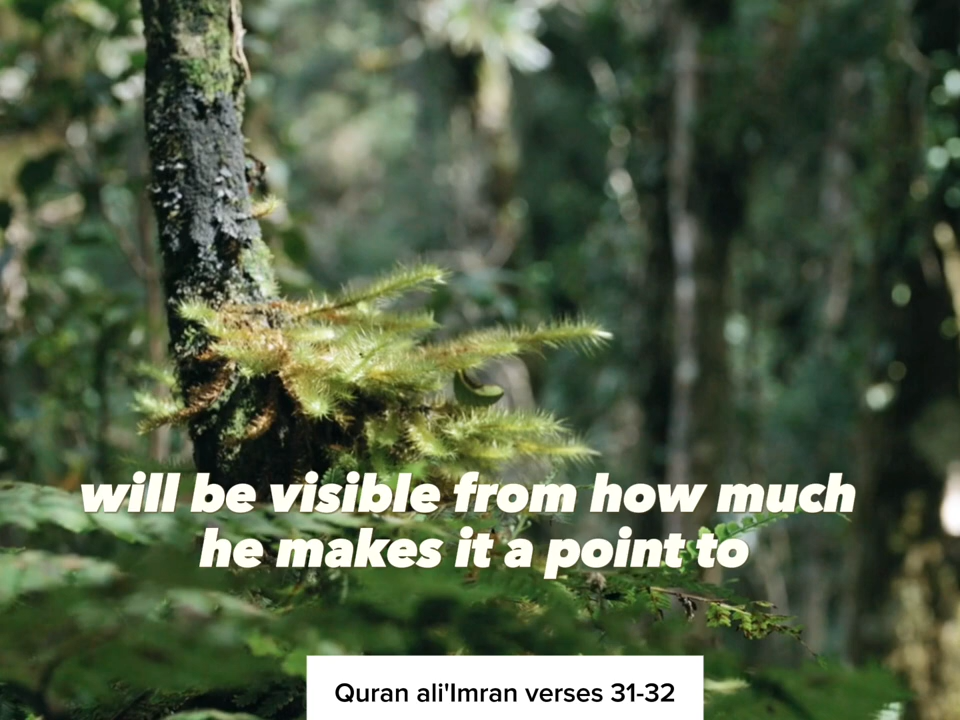 will be visible from how much
he makes it a point to
Quran ali'Imran verses 31-32